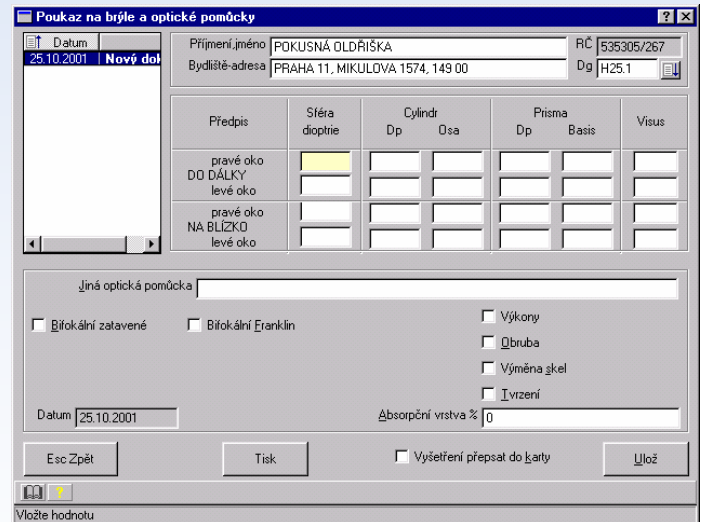 Poukaz na brýle a optické pomůcky
Datum
25.10.2001 Nový dok
Příjmení,jméno POKUSNÁ OLDŘIŠKA RČ 535305/267
Bydliště-adresa PRAHA 11, MIKULOVA 1574, 149 00 Dg H25.1
Předpis Sféra dioptrie Cylindr Dp Osa Prisma Dp Basis Visus
pravé oko
DO DÁLKY
levé oko
pravé oko
NA BLÍZKO
levé oko
Jiná optická pomůcka
Bifokální zatavené Bifokální Franklin
Výkony
Obruba
Výměna skel
Tvrzení
Datum 25.10.2001 Absorpční vrstva % 0
Esc Zpět Tisk Vyšetření přepsat do karty Ulož
?
Vložte hodnotu